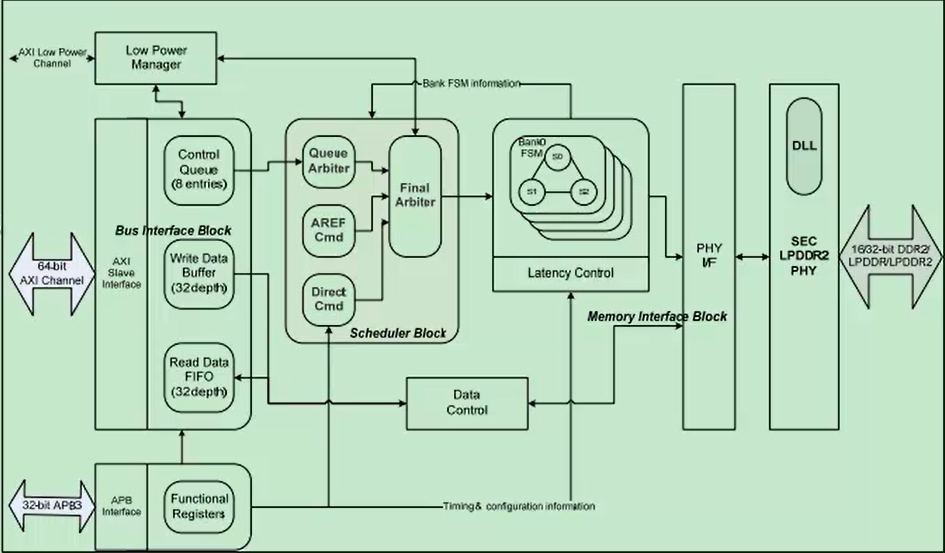 AXI Low Power
Channel
Low Power
Manager
Bank FSM information
Control
Queue
(8 entries)
Queue
Arbiter
Final
Arbiter
Bank0
FSM
S0
S1
S2
DLL
AREF
Cmd
Bus Interface Block
64-bit
AXI Channel
AXI
Slave
Interface
Write Data
Buffer
(32depth)
Direct
Cmd
Latency Control
PHY
I/F
SEC
LPDDR2
PHY
16/32-bit DDR2/
LPDDR/LPDDR2
Scheduler Block
Memory Interface Block
Read Data
FIFO
(32depth)
Data
Control
32-bit APB3
APB
Interface
Functional
Registers
Timing& configuration information